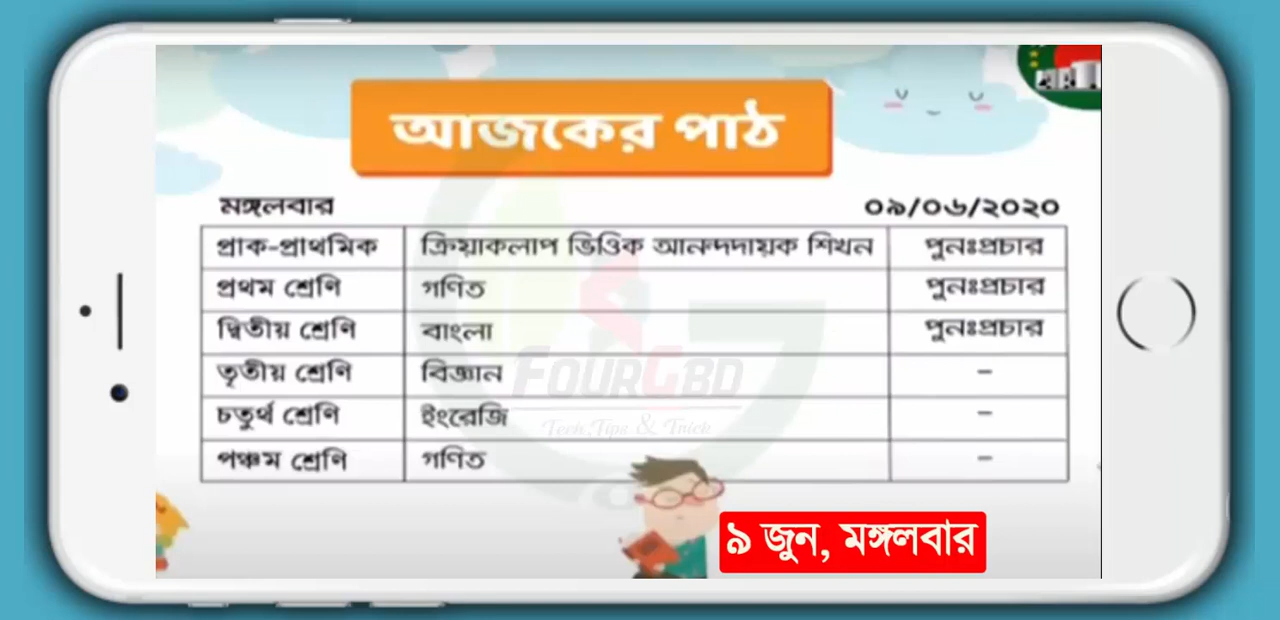 আজকের পাঠ
মঙ্গলবার ০৯/০৬/২০২০
প্রাক-প্রাথমিক ক্রিয়াকলাপ ভিত্তিক আনন্দদায়ক শিখন পুনঃপ্রচার
প্রথম শ্রেণি গণিত পুনঃপ্রচার
দ্বিতীয় শ্রেণি বাংলা পুনঃপ্রচার
তৃতীয় শ্রেণি বিজ্ঞান –
চতুর্থ শ্রেণি ইংরেজি –
পঞ্চম শ্রেণি গণিত –
FOURGBD
Tech,Tips & Trick
৯ জুন, মঙ্গলবার